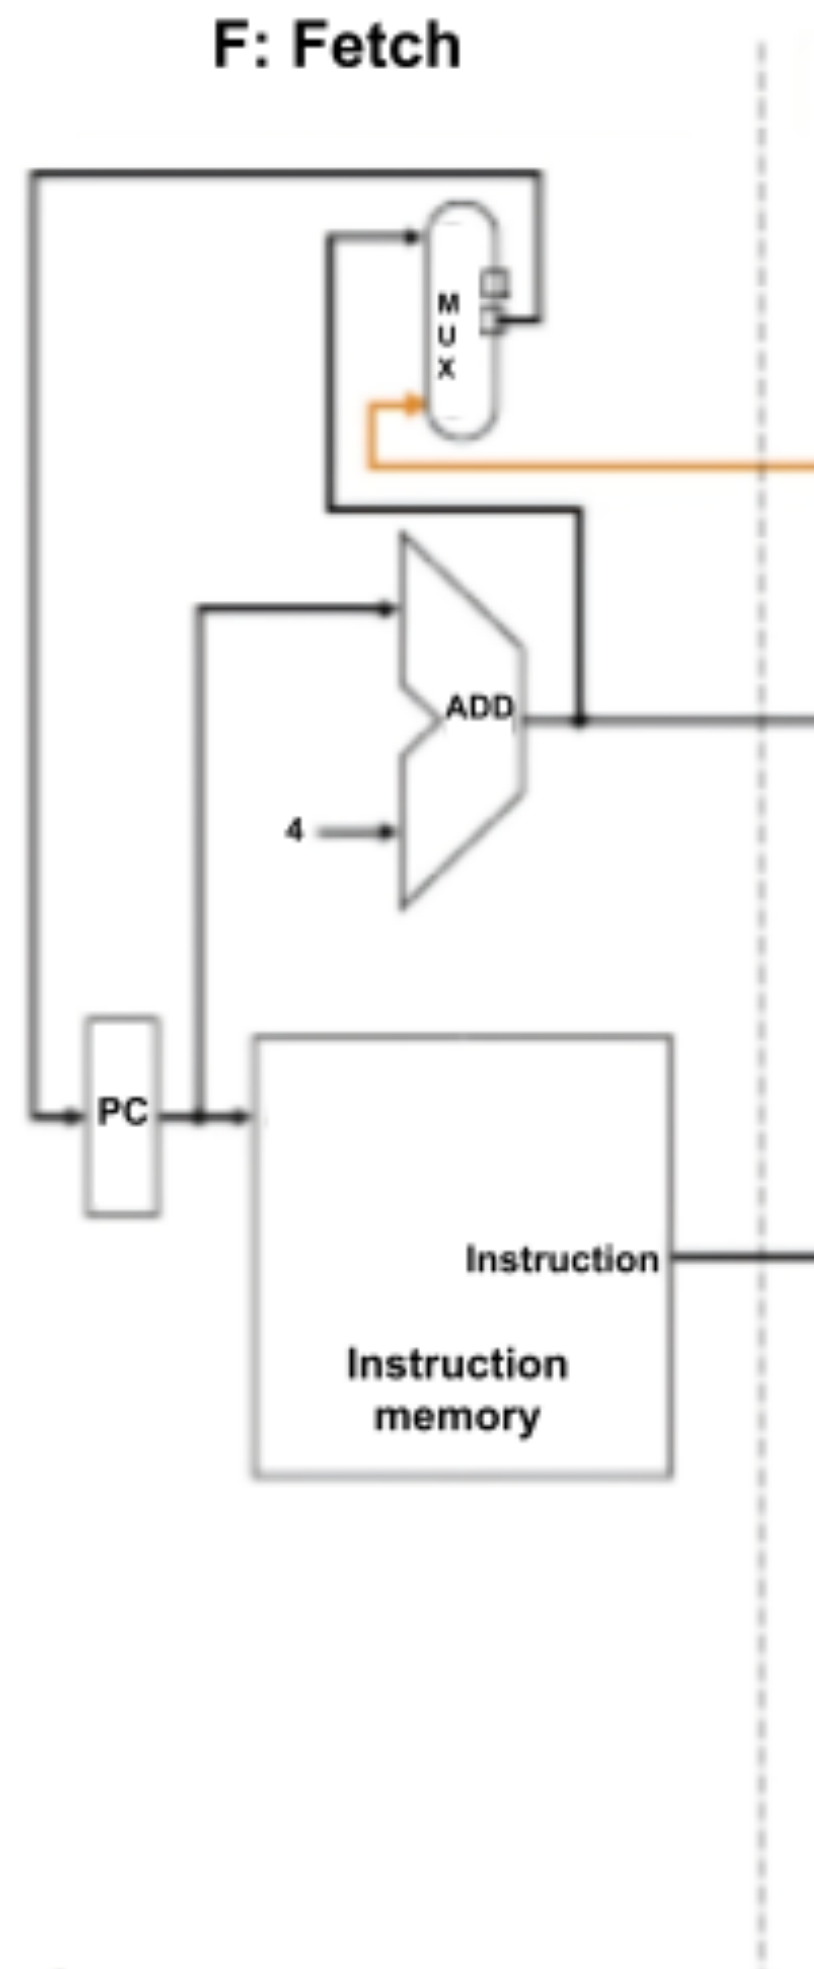 F: Fetch
M
U
X
ADD
4
PC
Instruction
Instruction
memory